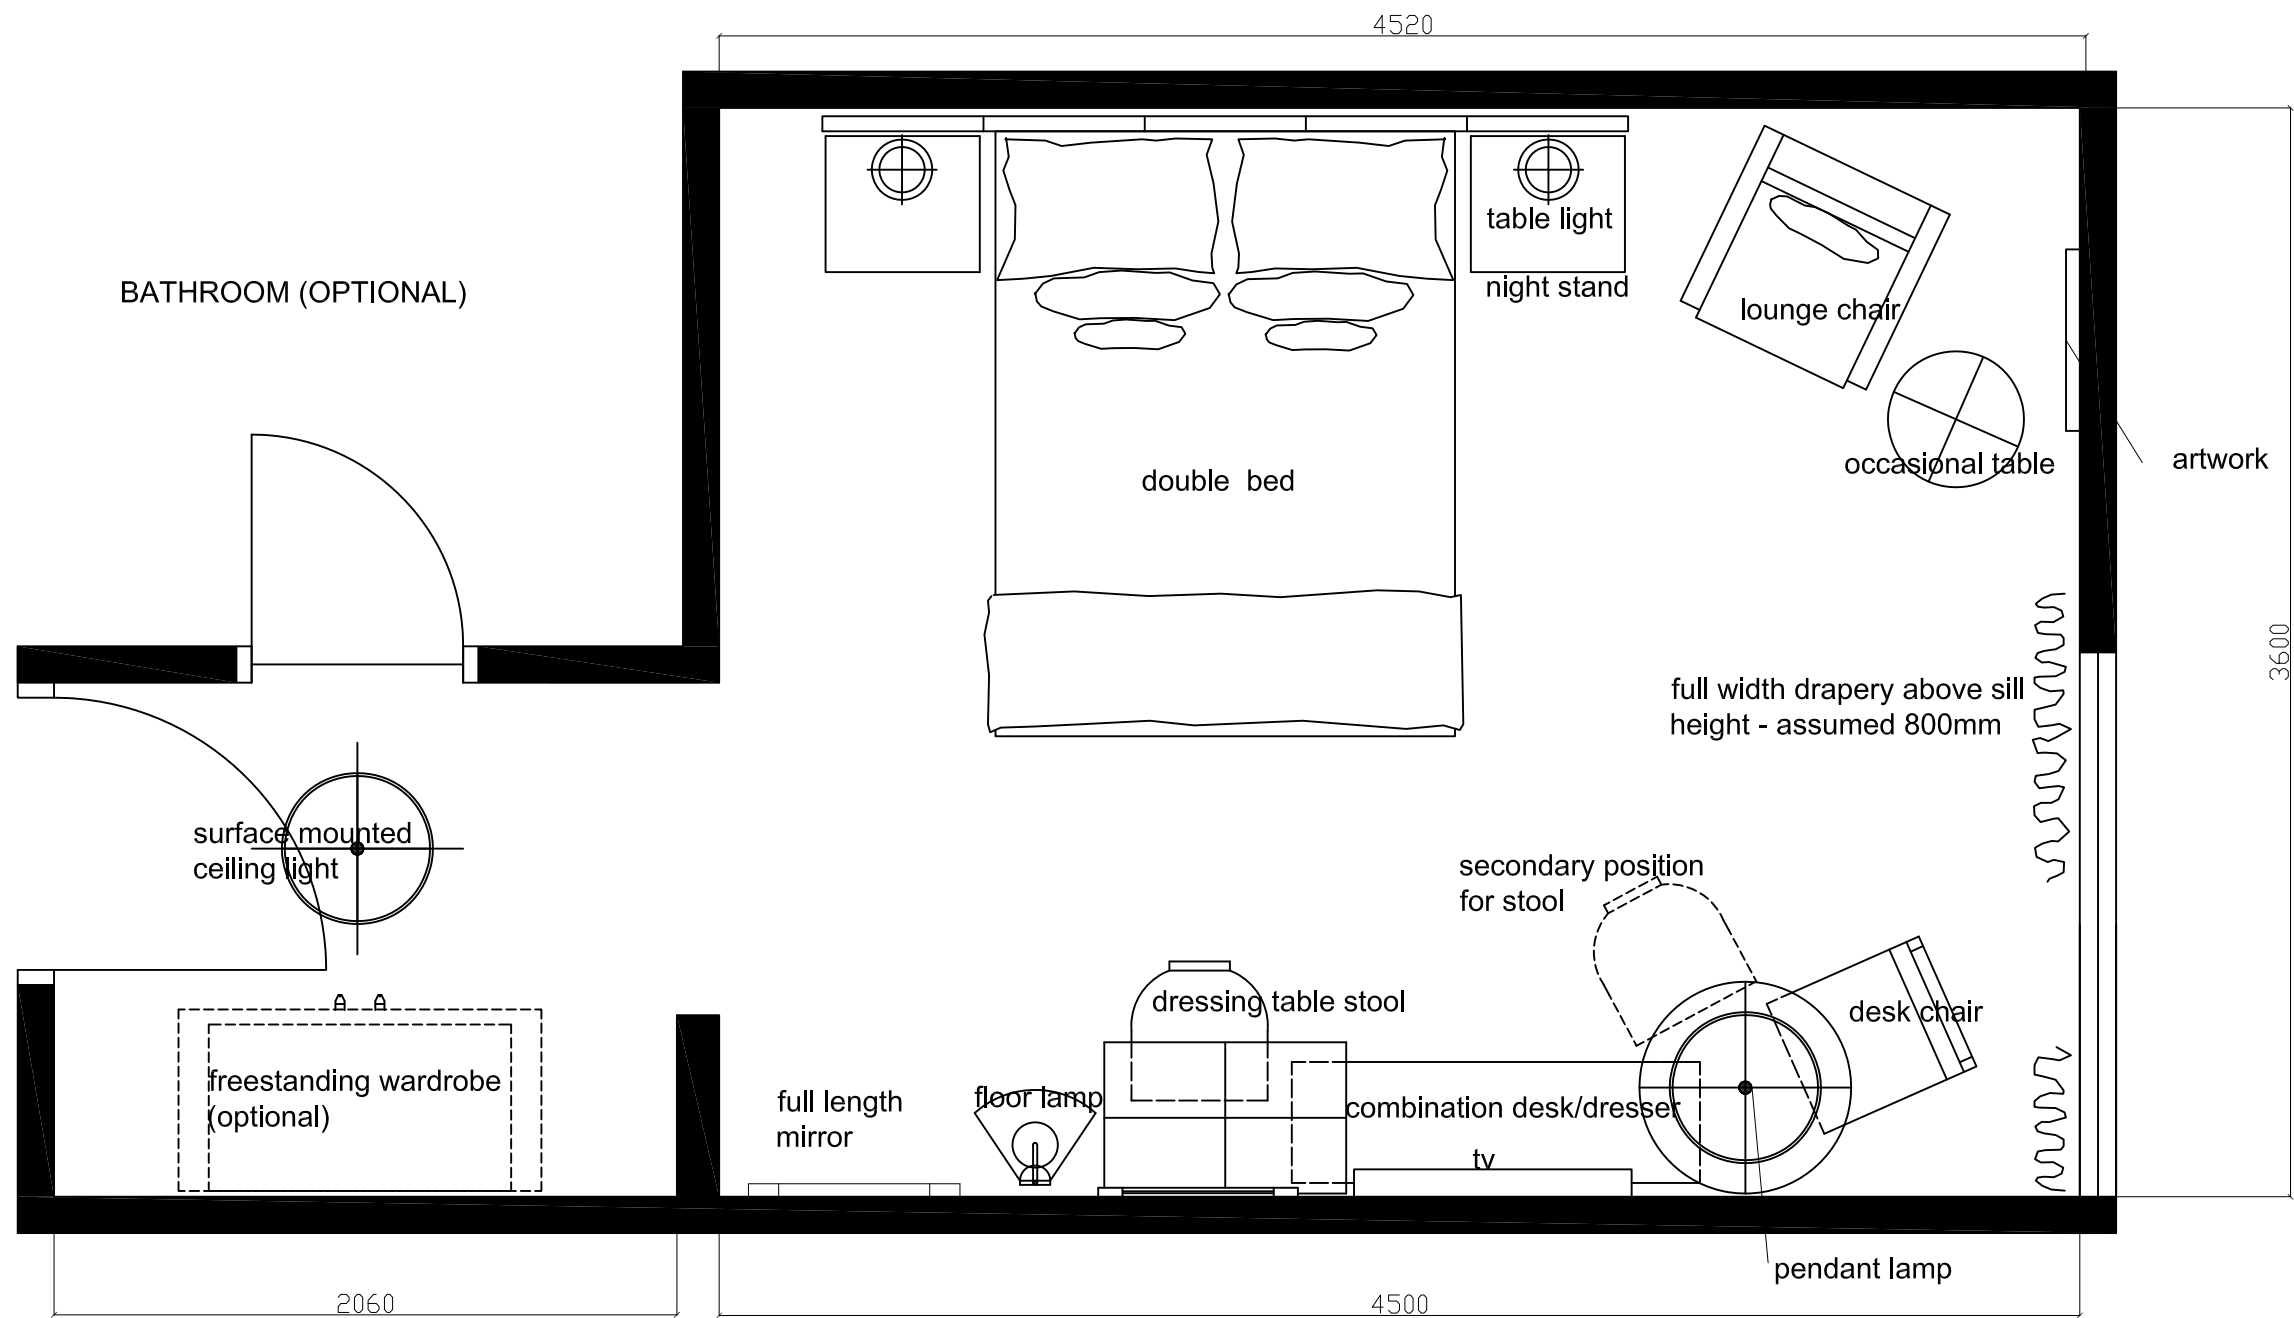 4520
table light
night stand
BATHROOM (OPTIONAL)
lounge chair
artwork
occasional table
double  bed
3600
full width drapery above sill
height - assumed 800mm
surface mounted
ceiling light
secondary position
for stool
dressing table stool
desk chair
freestanding wardrobe
(optional)
full length
mirror
floor lamp
combination desk/dresser
tv
pendant lamp
2060
4500